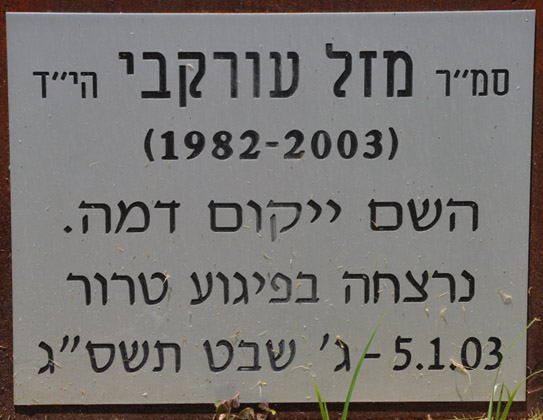 סמ״ר מזל עורקבי הי״ד
(1982-2003)
השם ייקום דמה.
נרצחה בפיגוע טרור
5.1.03 - ג׳ שבט תשס״ג